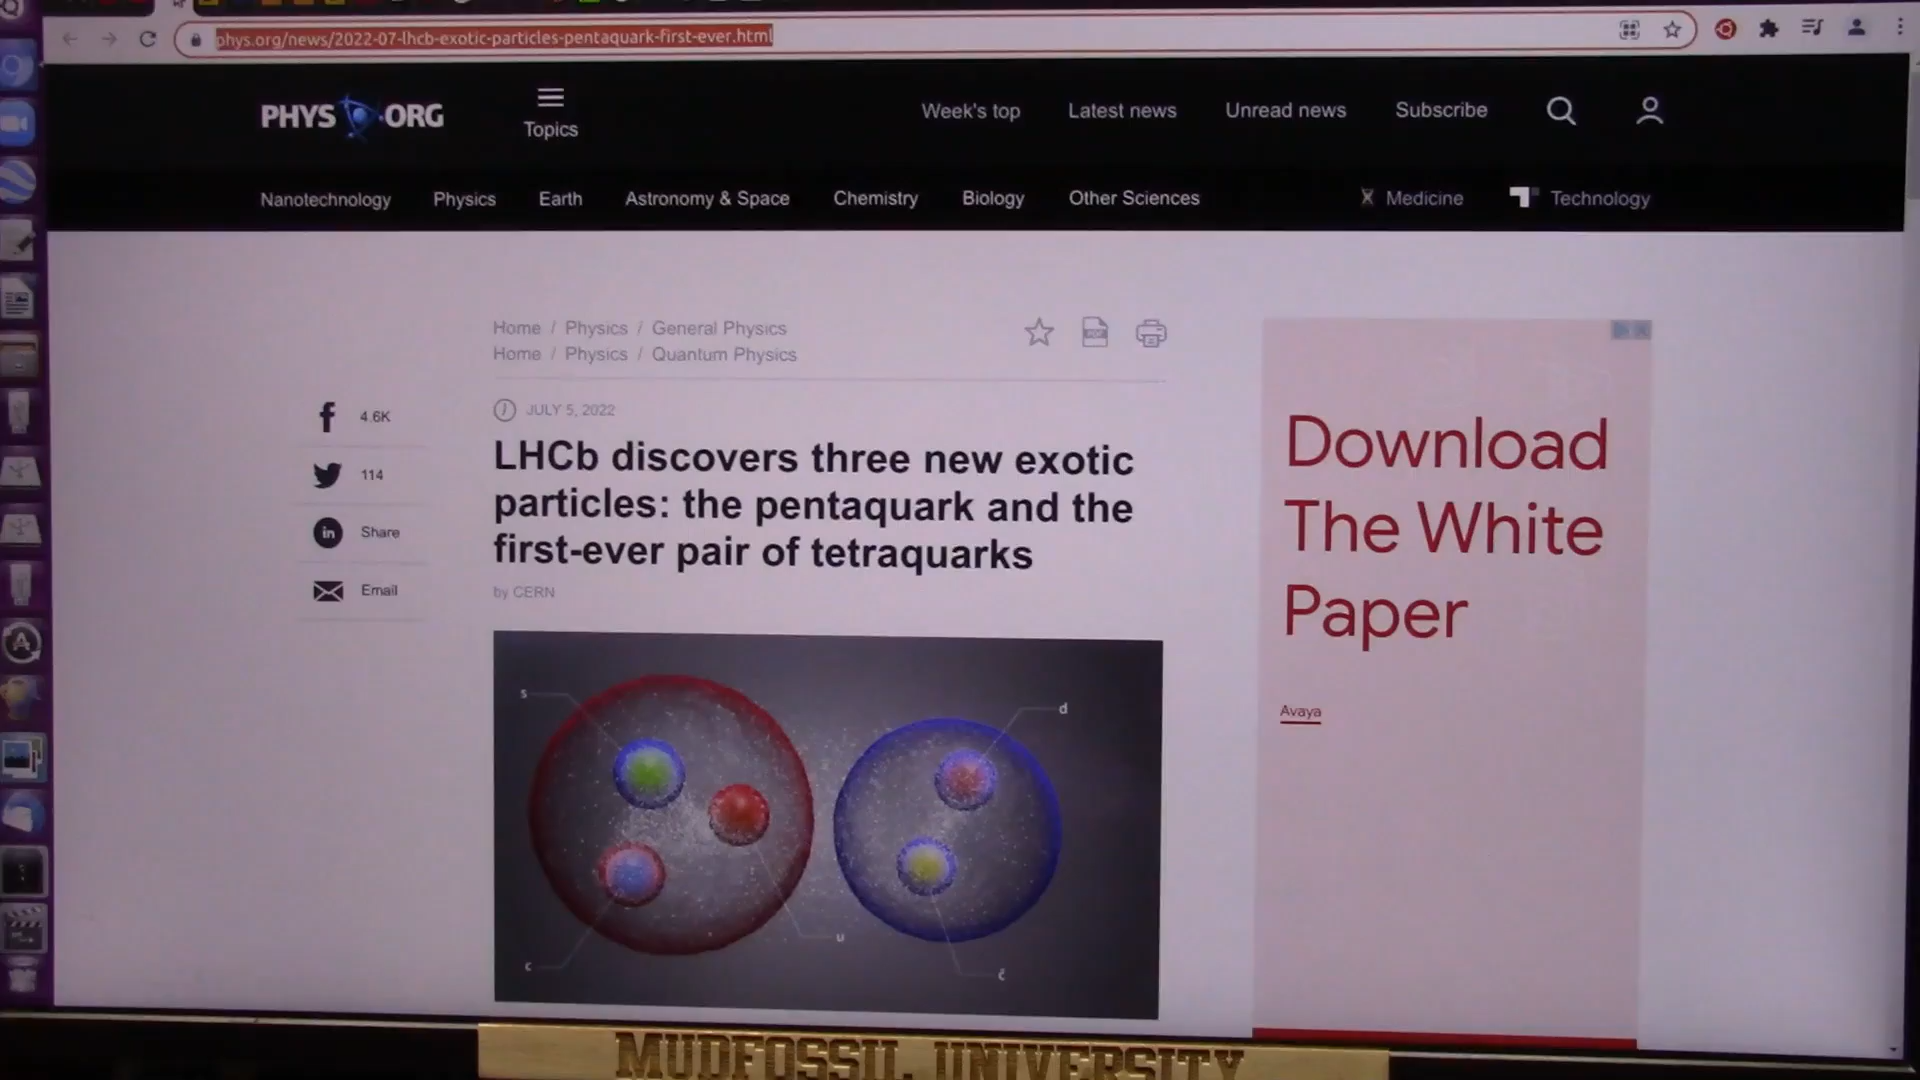 phys.org/news/2022-07-lhcb-exotic-particles-pentaquark-first-ever.html
PHYS ORG
Topics
Week's top
Latest news
Unread news
Subscribe
Nanotechnology
Physics
Earth
Astronomy & Space
Chemistry
Biology
Other Sciences
Medicine
Technology
Home / Physics / General Physics
Home / Physics / Quantum Physics
PDF
4.6K
114
in Share
Email
JULY 5, 2022
LHCb discovers three new exotic
particles: the pentaquark and the
first-ever pair of tetraquarks
by CERN
s
d
u
c
c̄
Download
The White
Paper
Avaya
MUDFOSSIL UNIVERSITY